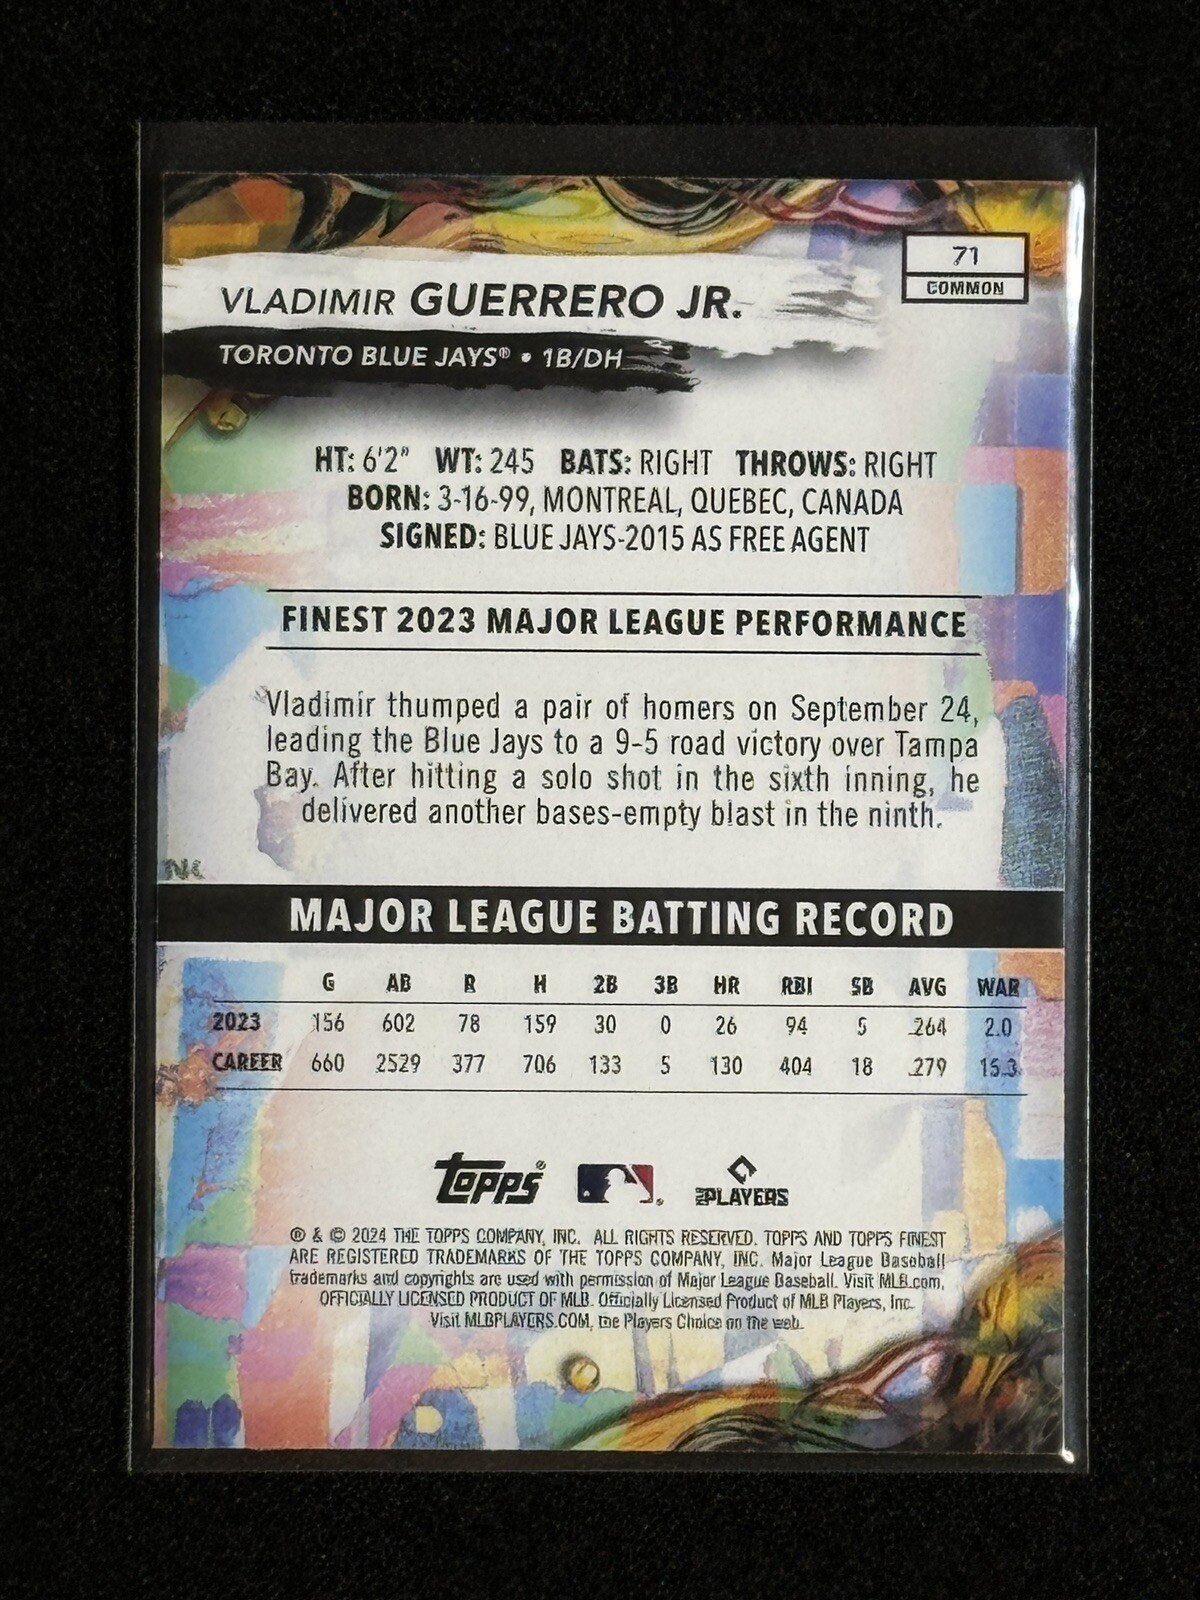 71
COMMON
VLADIMIR GUERRERO JR.
TORONTO BLUE JAYS® • 1B/DH
HT: 6'2" WT: 245 BATS: RIGHT THROWS: RIGHT
BORN: 3-16-99, MONTREAL, QUEBEC, CANADA
SIGNED: BLUE JAYS-2015 AS FREE AGENT
FINEST 2023 MAJOR LEAGUE PERFORMANCE
Vladimir thumped a pair of homers on September 24,
leading the Blue Jays to a 9-5 road victory over Tampa
Bay. After hitting a solo shot in the sixth inning, he
delivered another bases-empty blast in the ninth.
MAJOR LEAGUE BATTING RECORD
G AB R H 2B 3B HR RBI SB AVG WAR
2023 156 602 78 159 30 0 26 94 5 .264 2.0
CAREER 660 2529 377 706 133 5 130 404 18 .279 15.3
TOPPS®
PLAYERS
® & © 2024 THE TOPPS COMPANY, INC. ALL RIGHTS RESERVED. TOPPS AND TOPPS FINEST
ARE REGISTERED TRADEMARKS OF THE TOPPS COMPANY, INC. Major League Baseball
trademarks and copyrights are used with permission of Major League Baseball. Visit MLB.com.
OFFICIALLY LICENSED PRODUCT OF MLB. Officially Licensed Product of MLB Players, Inc.
Visit MLBPLAYERS.COM, the Players Choice on the web.